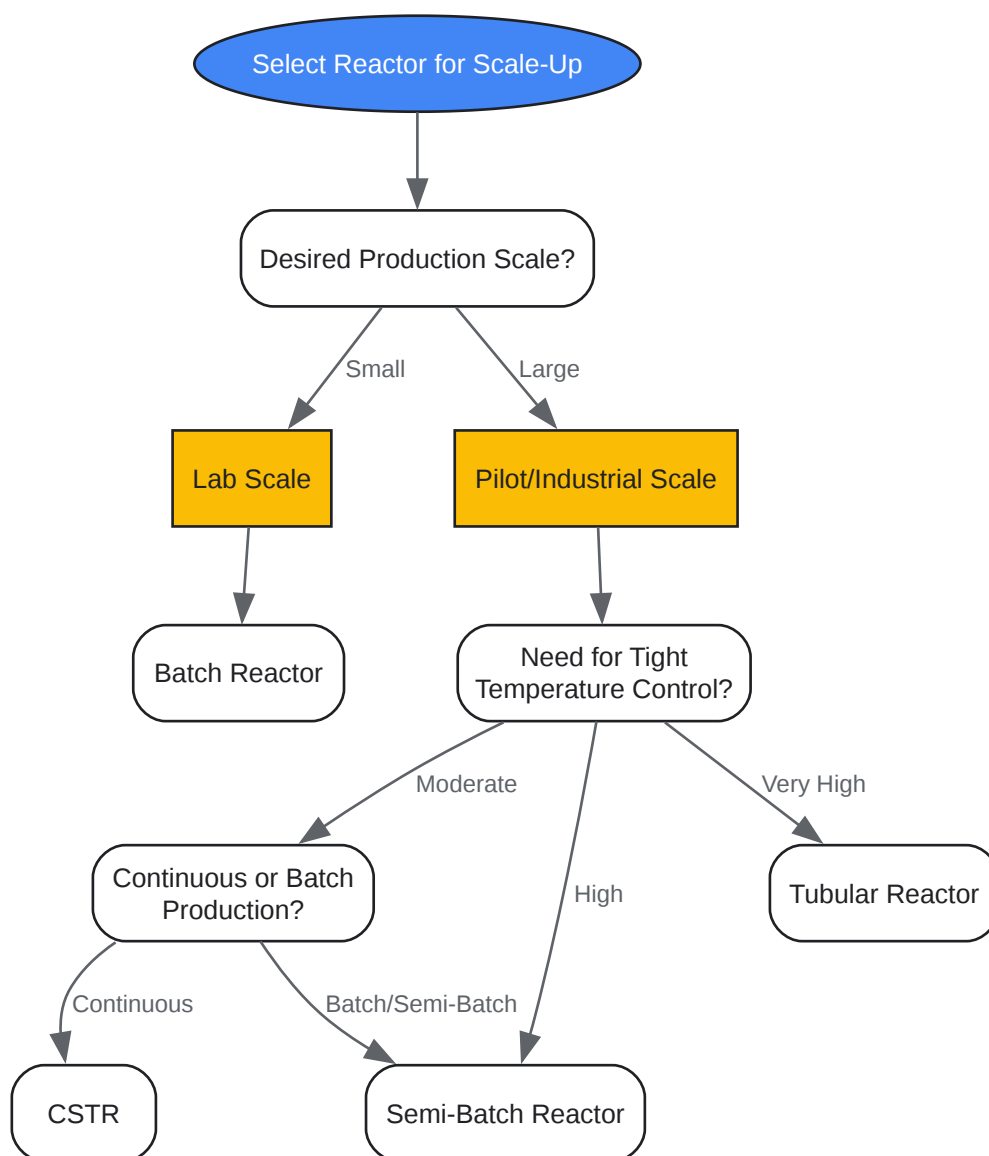 Select Reactor for Scale-Up
Desired Production Scale?
Small
Large
Lab Scale
Pilot/Industrial Scale
Batch Reactor
Need for Tight
Temperature Control?
Moderate
Very High
Continuous or Batch
Production?
High
Tubular Reactor
Continuous
Batch/Semi-Batch
CSTR
Semi-Batch Reactor